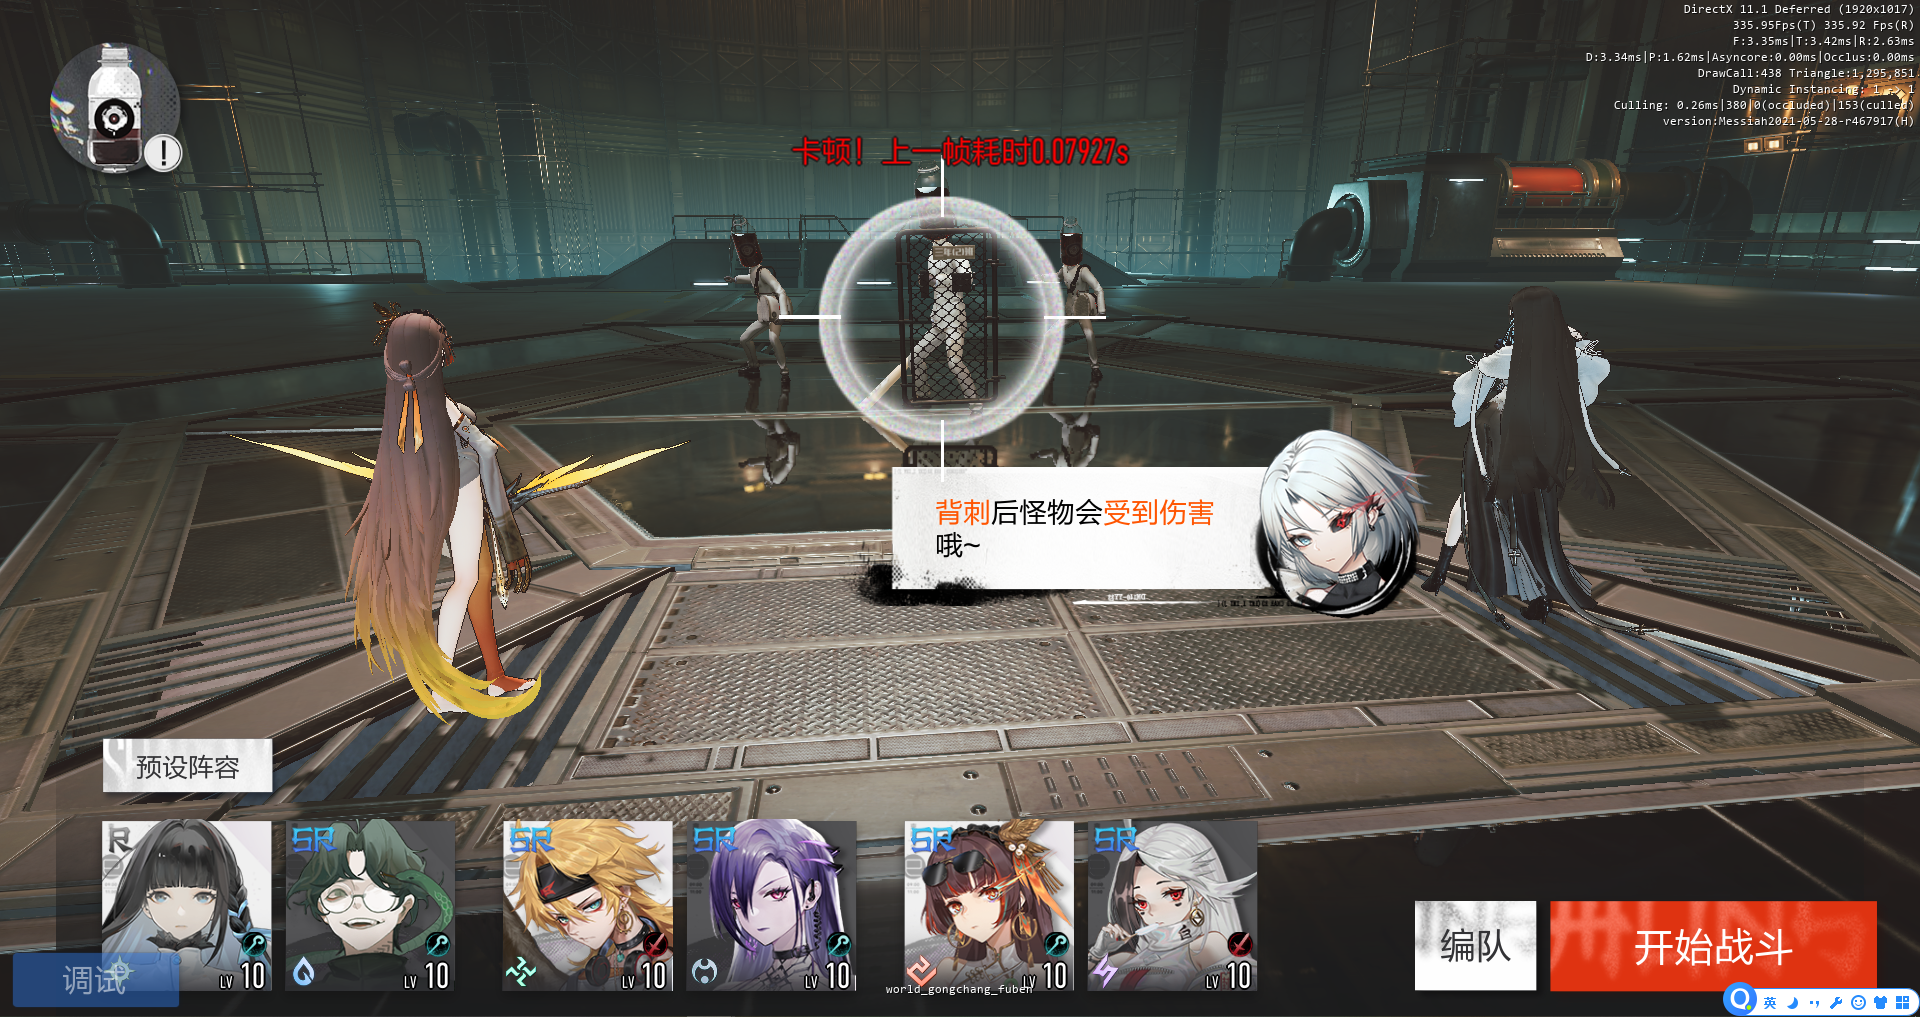 DirectX 11.1 Deferred (1920x1017)
335.95Fps(T) 335.92 Fps(R)
F:3.35ms|T:3.42ms|R:2.63ms
D:3.34ms|P:1.62ms|Asyncore:0.00ms|Occlus:0.00ms
DrawCall:438 Triangle:1,295,851
Dynamic Instancing: 1 -> 1
Culling: 0.26ms|380|0(occluded)|153(culled)
version:Messiah2021-05-28-r467917(H)
卡顿！上一帧耗时0.07927s
背刺后怪物会受到伤害
哦~
预设阵容
R
SR
SR
SR
SR
SR
LV 10
LV 10
LV 10
LV 10
LV 10
LV 10
调试
world_gongchang_fuben
编队
开始战斗
英